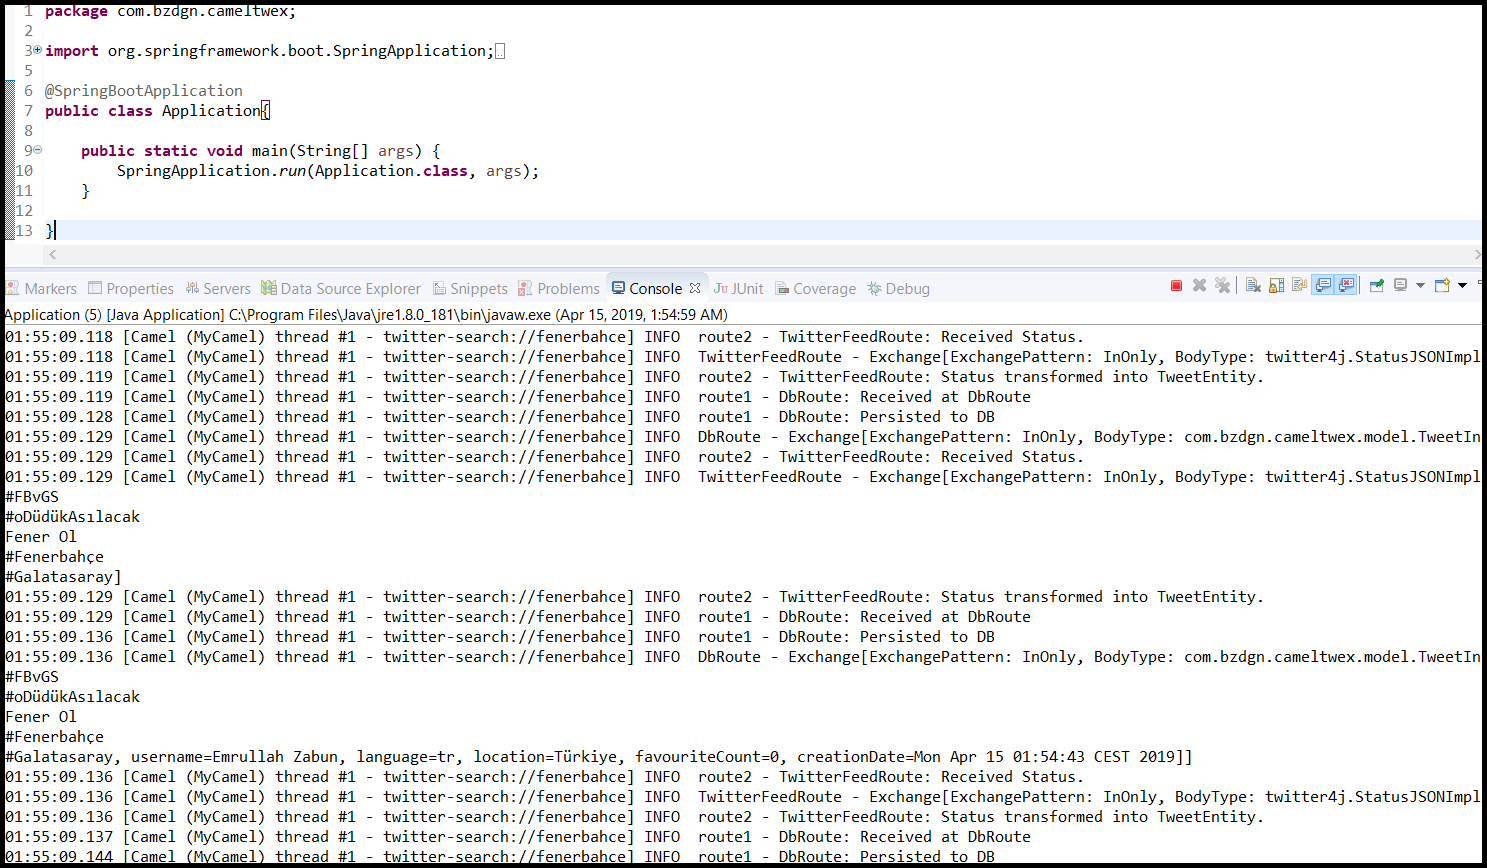 1 package com.bzdgn.cameltwex;
2
3 import org.springframework.boot.SpringApplication;
5
6 @SpringBootApplication
7 public class Application{
8
9 public static void main(String[] args) {
10 SpringApplication.run(Application.class, args);
11 }
12
13 }
Markers Properties Servers Data Source Explorer Snippets Problems Console JUnit Coverage Debug
Application (5) [Java Application] C:\Program Files\Java\jre1.8.0_181\bin\javaw.exe (Apr 15, 2019, 1:54:59 AM)
01:55:09.118 [Camel (MyCamel) thread #1 - twitter-search://fenerbahce] INFO route2 - TwitterFeedRoute: Received Status.
01:55:09.118 [Camel (MyCamel) thread #1 - twitter-search://fenerbahce] INFO TwitterFeedRoute - Exchange[ExchangePattern: InOnly, BodyType: twitter4j.StatusJSONImpl
01:55:09.119 [Camel (MyCamel) thread #1 - twitter-search://fenerbahce] INFO route2 - TwitterFeedRoute: Status transformed into TweetEntity.
01:55:09.119 [Camel (MyCamel) thread #1 - twitter-search://fenerbahce] INFO route1 - DbRoute: Received at DbRoute
01:55:09.128 [Camel (MyCamel) thread #1 - twitter-search://fenerbahce] INFO route1 - DbRoute: Persisted to DB
01:55:09.129 [Camel (MyCamel) thread #1 - twitter-search://fenerbahce] INFO DbRoute - Exchange[ExchangePattern: InOnly, BodyType: com.bzdgn.cameltwex.model.TweetIn
01:55:09.129 [Camel (MyCamel) thread #1 - twitter-search://fenerbahce] INFO route2 - TwitterFeedRoute: Received Status.
01:55:09.129 [Camel (MyCamel) thread #1 - twitter-search://fenerbahce] INFO TwitterFeedRoute - Exchange[ExchangePattern: InOnly, BodyType: twitter4j.StatusJSONImpl
#FBvGS
#oDüdükAsılacak
Fener Ol
#Fenerbahçe
#Galatasaray]
01:55:09.129 [Camel (MyCamel) thread #1 - twitter-search://fenerbahce] INFO route2 - TwitterFeedRoute: Status transformed into TweetEntity.
01:55:09.129 [Camel (MyCamel) thread #1 - twitter-search://fenerbahce] INFO route1 - DbRoute: Received at DbRoute
01:55:09.136 [Camel (MyCamel) thread #1 - twitter-search://fenerbahce] INFO route1 - DbRoute: Persisted to DB
01:55:09.136 [Camel (MyCamel) thread #1 - twitter-search://fenerbahce] INFO DbRoute - Exchange[ExchangePattern: InOnly, BodyType: com.bzdgn.cameltwex.model.TweetIn
#FBvGS
#oDüdükAsılacak
Fener Ol
#Fenerbahçe
#Galatasaray, username=Emrullah Zabun, language=tr, location=Türkiye, favouriteCount=0, creationDate=Mon Apr 15 01:54:43 CEST 2019]]
01:55:09.136 [Camel (MyCamel) thread #1 - twitter-search://fenerbahce] INFO route2 - TwitterFeedRoute: Received Status.
01:55:09.136 [Camel (MyCamel) thread #1 - twitter-search://fenerbahce] INFO TwitterFeedRoute - Exchange[ExchangePattern: InOnly, BodyType: twitter4j.StatusJSONImpl
01:55:09.136 [Camel (MyCamel) thread #1 - twitter-search://fenerbahce] INFO route2 - TwitterFeedRoute: Status transformed into TweetEntity.
01:55:09.137 [Camel (MyCamel) thread #1 - twitter-search://fenerbahce] INFO route1 - DbRoute: Received at DbRoute
01:55:09.144 [Camel (MyCamel) thread #1 - twitter-search://fenerbahce] INFO route1 - DbRoute: Persisted to DB